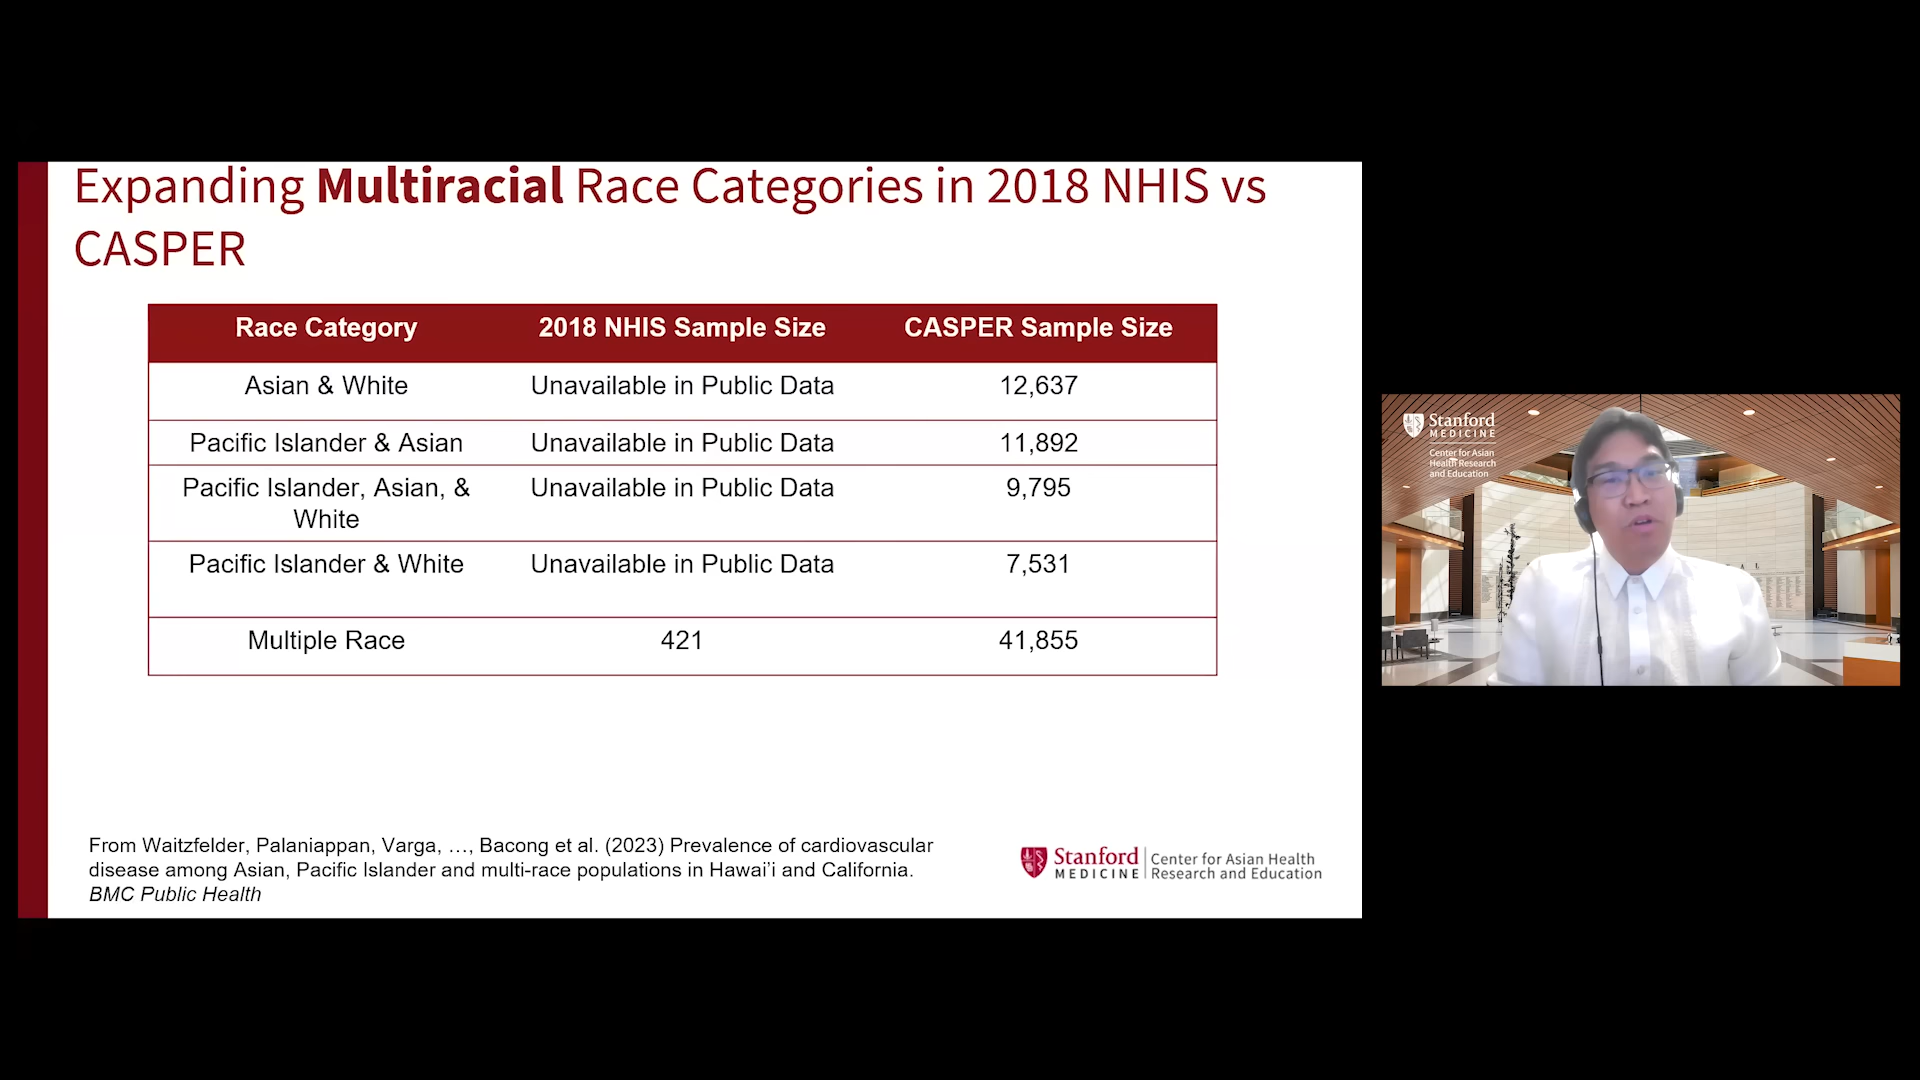 Expanding Multiracial Race Categories in 2018 NHIS vs
CASPER
Race Category 2018 NHIS Sample Size CASPER Sample Size
Asian & White Unavailable in Public Data 12,637
Pacific Islander & Asian Unavailable in Public Data 11,892
Pacific Islander, Asian, & Unavailable in Public Data 9,795
White
Pacific Islander & White Unavailable in Public Data 7,531
Multiple Race 421 41,855
From Waitzfelder, Palaniappan, Varga, …, Bacong et al. (2023) Prevalence of cardiovascular
disease among Asian, Pacific Islander and multi-race populations in Hawai’i and California.
BMC Public Health
Stanford
MEDICINE
Center for Asian Health
Research and Education
Stanford
MEDICINE
Center for Asian
Health Research
and Education